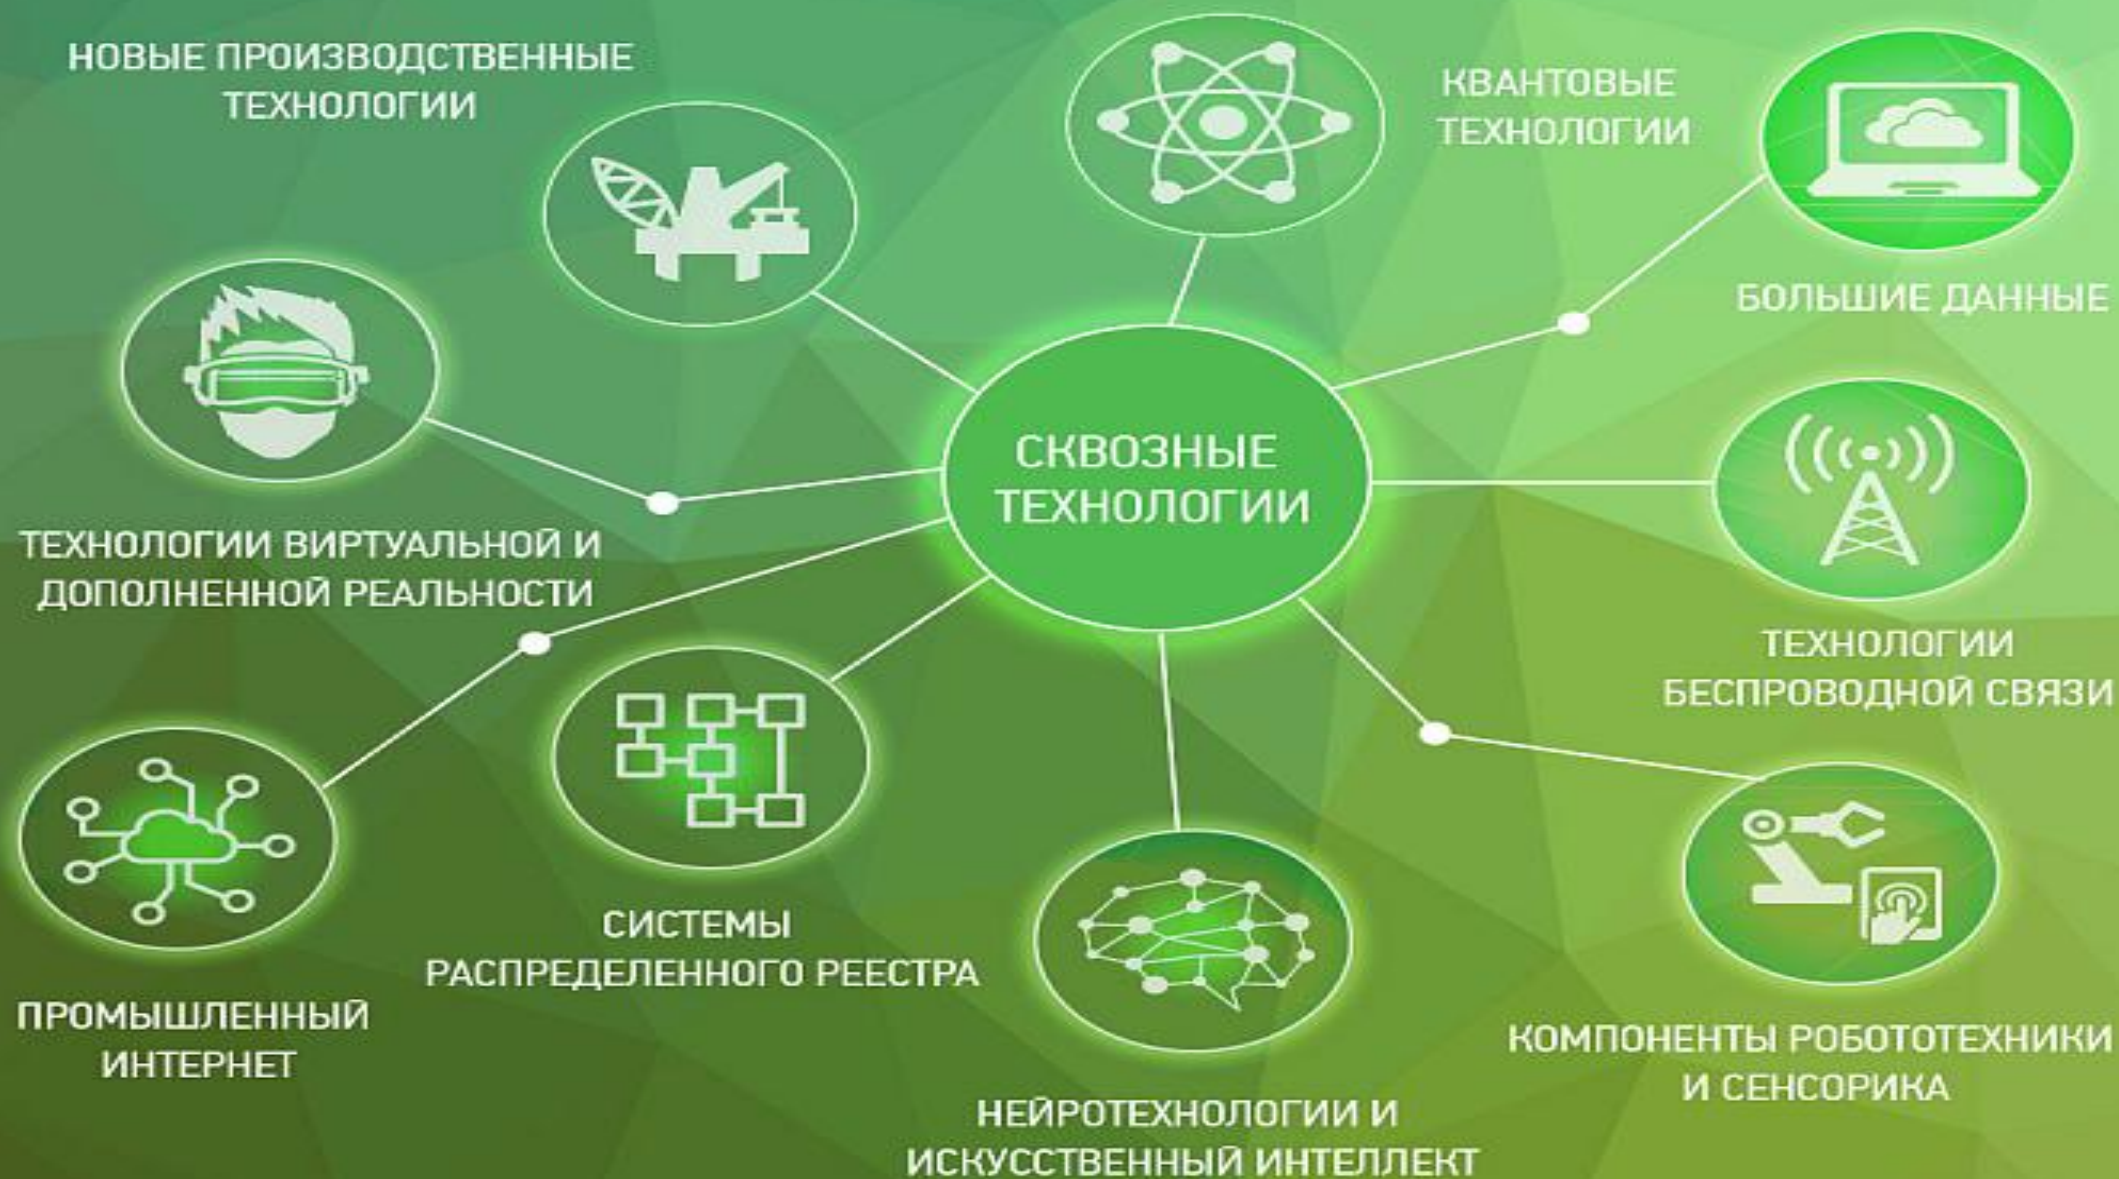 НОВЫЕ ПРОИЗВОДСТВЕННЫЕ
ТЕХНОЛОГИИ
КВАНТОВЫЕ
ТЕХНОЛОГИИ
БОЛЬШИЕ ДАННЫЕ
СКВОЗНЫЕ
ТЕХНОЛОГИИ
ТЕХНОЛОГИИ ВИРТУАЛЬНОЙ И
ДОПОЛНЕННОЙ РЕАЛЬНОСТИ
ТЕХНОЛОГИИ
БЕСПРОВОДНОЙ СВЯЗИ
СИСТЕМЫ
РАСПРЕДЕЛЕННОГО РЕЕСТРА
ПРОМЫШЛЕННЫЙ
ИНТЕРНЕТ
КОМПОНЕНТЫ РОБОТОТЕХНИКИ
И СЕНСОРИКА
НЕЙРОТЕХНОЛОГИИ И
ИСКУССТВЕННЫЙ ИНТЕЛЛЕКТ